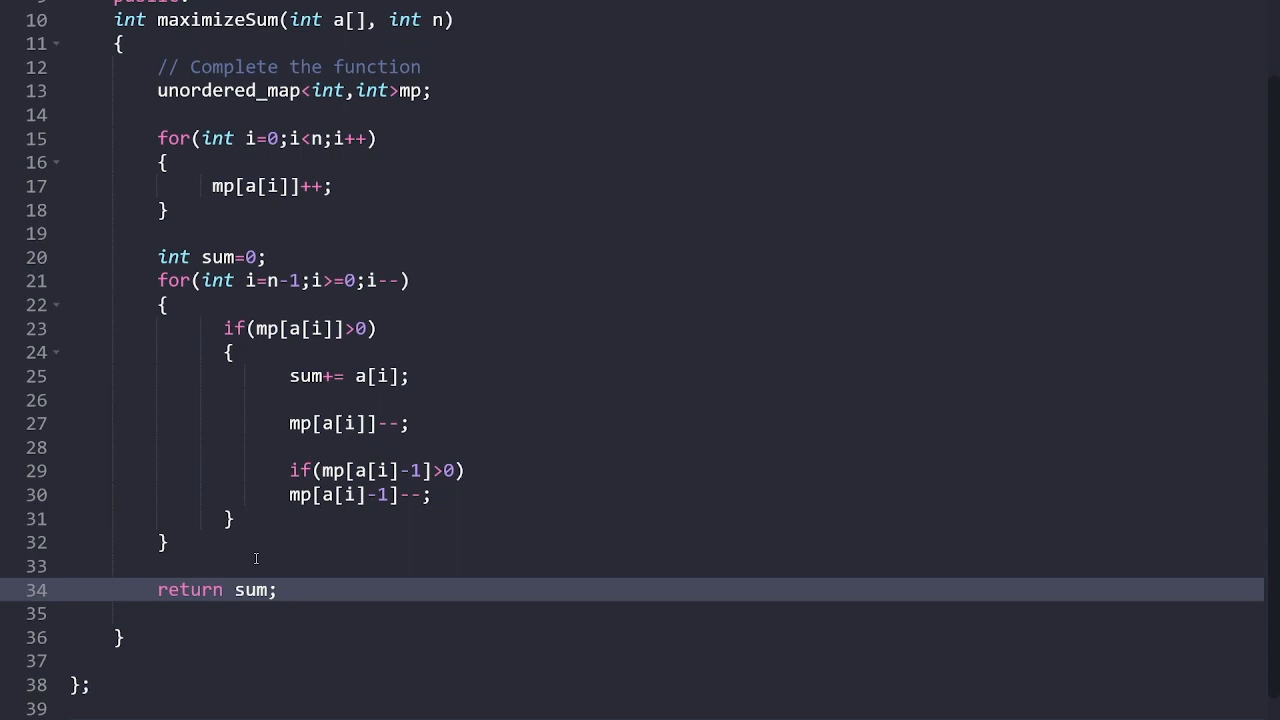 public:
10 int maximizeSum(int a[], int n)
11 {
12 // Complete the function
13 unordered_map<int,int>mp;
14
15 for(int i=0;i<n;i++)
16 {
17 mp[a[i]]++;
18 }
19
20 int sum=0;
21 for(int i=n-1;i>=0;i--)
22 {
23 if(mp[a[i]]>0)
24 {
25 sum+= a[i];
26
27 mp[a[i]]--;
28
29 if(mp[a[i]-1]>0)
30 mp[a[i]-1]--;
31 }
32 }
33
34 return sum;
35
36 }
37
38 };
39